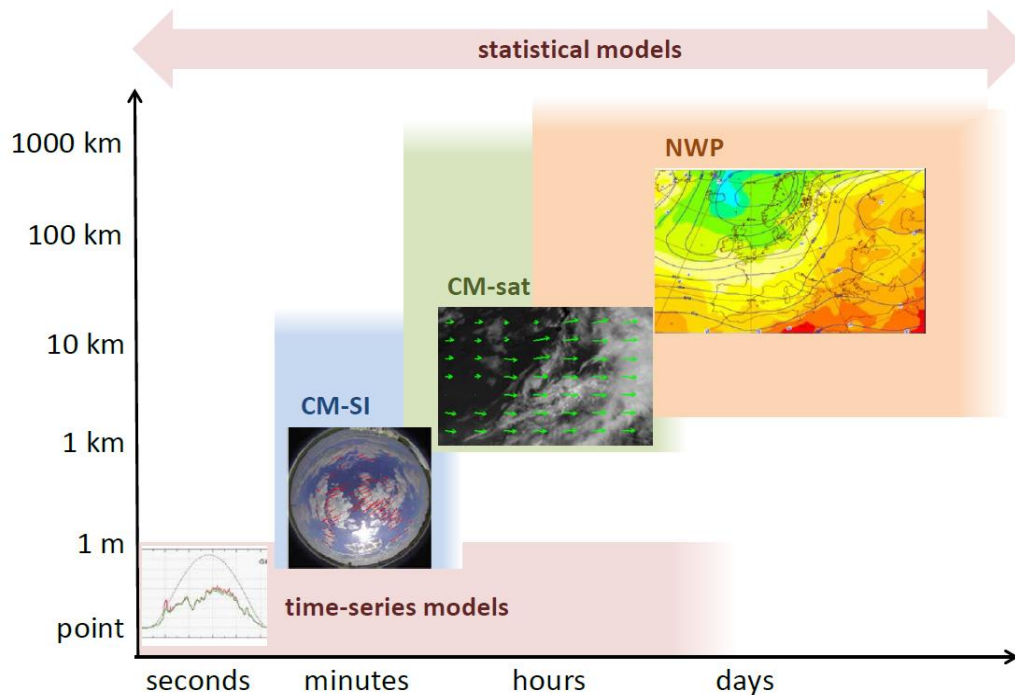 statistical models
1000 km
NWP
100 km
CM-sat
10 km
CM-SI
1 km
1 m
time-series models
point
seconds minutes hours days